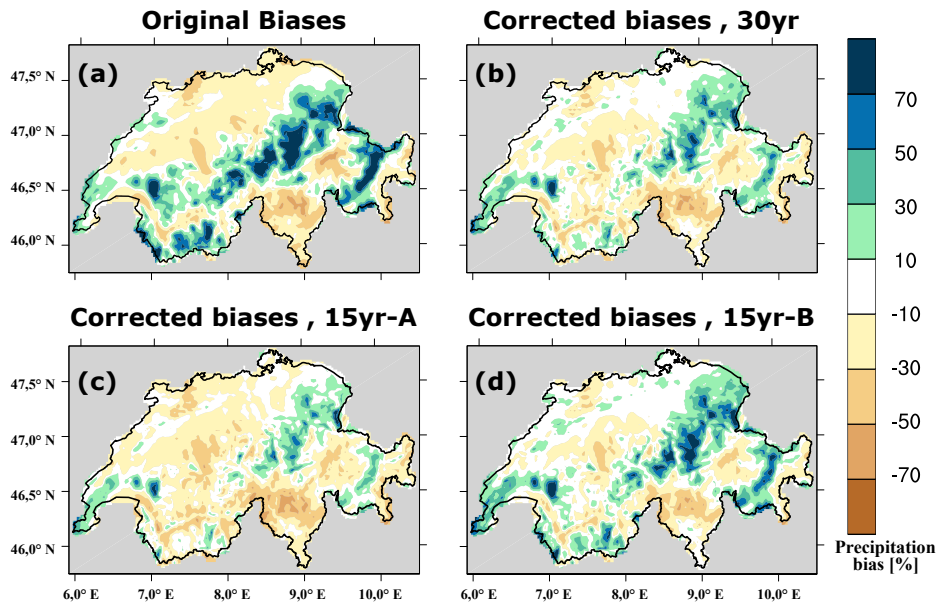 Original Biases
Corrected biases , 30yr
(a)
47.5° N
47.0° N
46.5° N
46.0° N
(b)
70
50
30
10
-10
-30
-50
-70
Precipitation
bias [%]
Corrected biases , 15yr-A
Corrected biases , 15yr-B
(c)
47.5° N
47.0° N
46.5° N
46.0° N
(d)
6,0° E 7,0° E 8,0° E 9,0° E 10,0° E
6,0° E 7,0° E 8,0° E 9,0° E 10,0° E